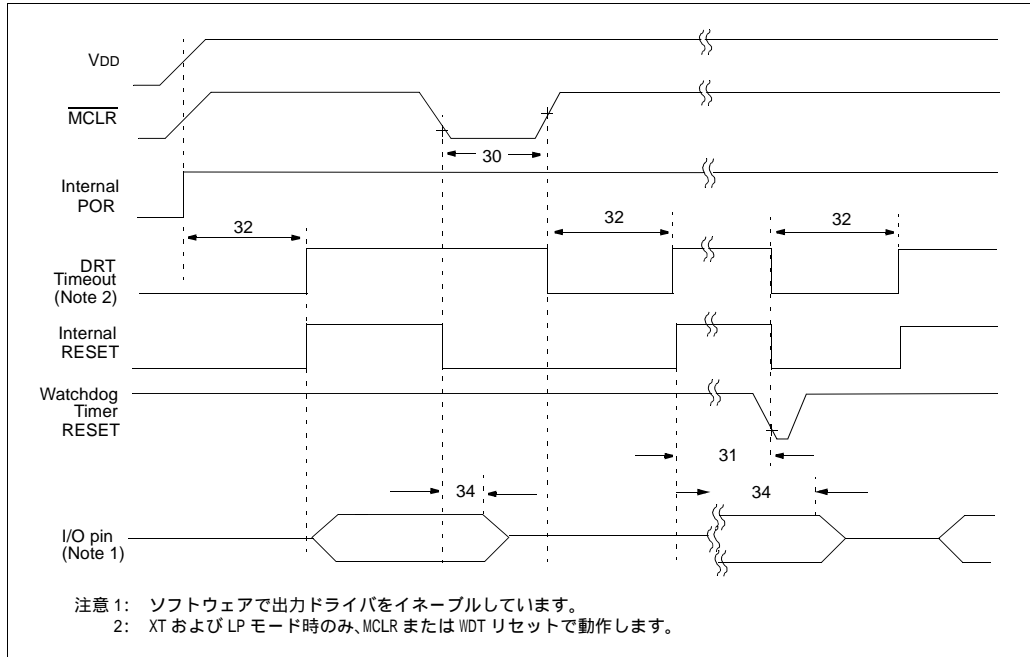 VDD
MCLR
30
Internal
POR
32
32
32
DRT
Timeout
(Note 2)
Internal
RESET
Watchdog
Timer
RESET
31
34
34
I/O pin
(Note 1)
注意 1: ソフトウェアで出力ドライバをイネーブルしています。
2: XT および LP モード時のみ、MCLR または WDT リセットで動作します。